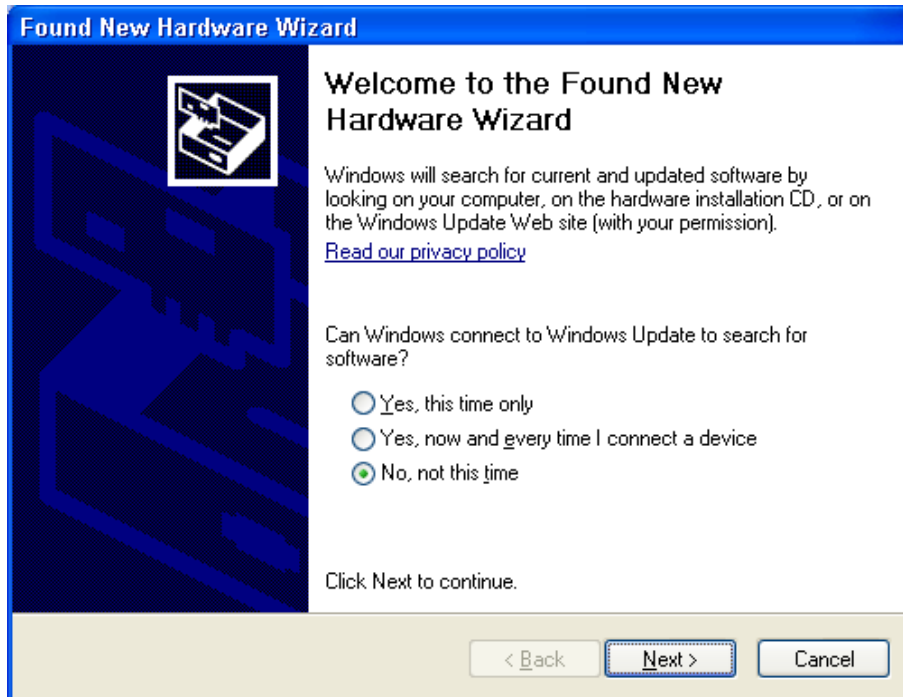 Found New Hardware Wizard
Welcome to the Found New
Hardware Wizard
Windows will search for current and updated software by
looking on your computer, on the hardware installation CD, or on
the Windows Update Web site (with your permission).
Read our privacy policy
Can Windows connect to Windows Update to search for
software?
Yes, this time only
Yes, now and every time I connect a device
No, not this time
Click Next to continue.
< Back Next > Cancel